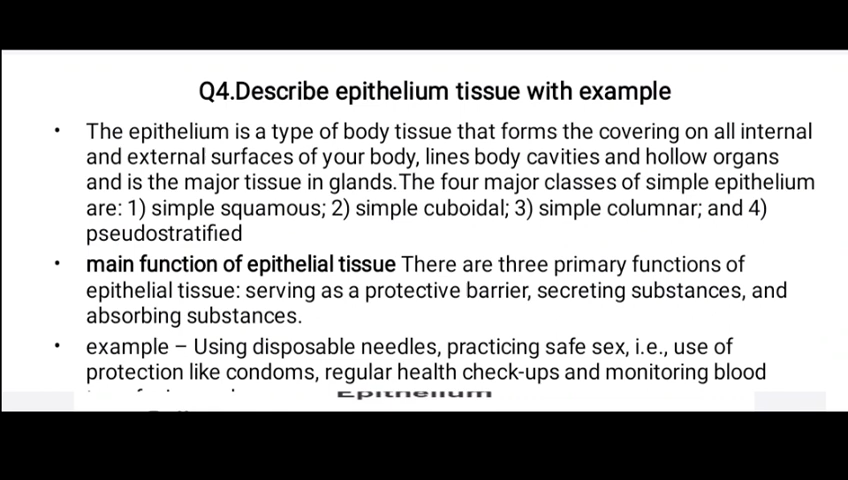 Q4.Describe epithelium tissue with example
• The epithelium is a type of body tissue that forms the covering on all internal
and external surfaces of your body, lines body cavities and hollow organs
and is the major tissue in glands.The four major classes of simple epithelium
are: 1) simple squamous; 2) simple cuboidal; 3) simple columnar; and 4)
pseudostratified
• main function of epithelial tissue There are three primary functions of
epithelial tissue: serving as a protective barrier, secreting substances, and
absorbing substances.
• example – Using disposable needles, practicing safe sex, i.e., use of
protection like condoms, regular health check-ups and monitoring blood
Epithelium